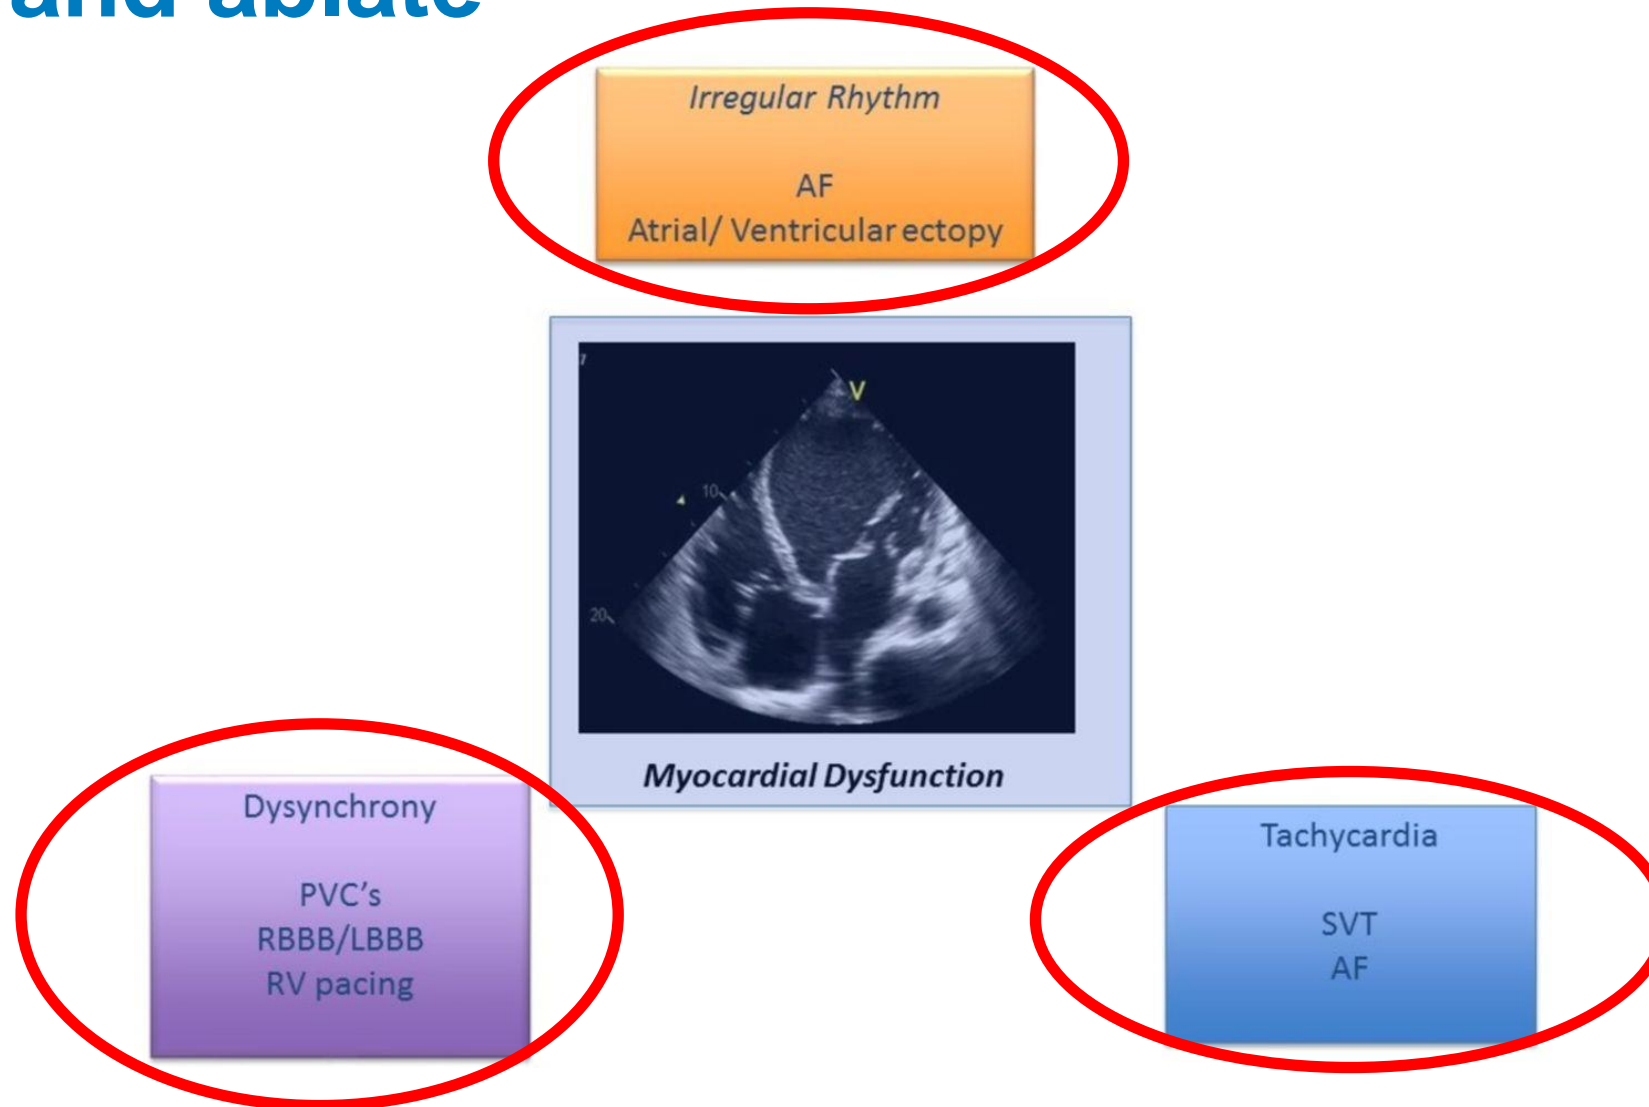 and ablate
Irregular Rhythm
AF
Atrial/ Ventricular ectopy
7
V
10
20
Myocardial Dysfunction
Dysynchrony
PVC’s
RBBB/LBBB
RV pacing
Tachycardia
SVT
AF